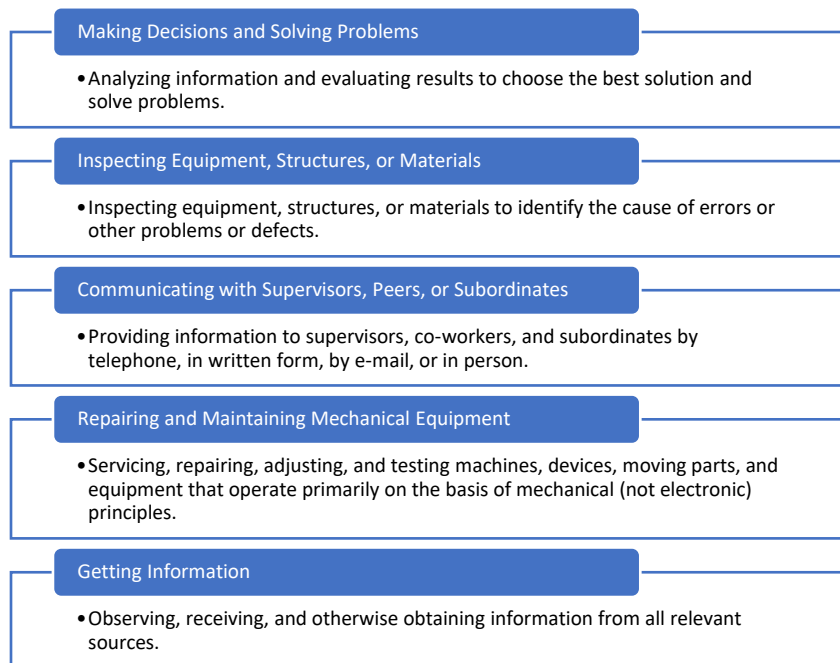 Making Decisions and Solving Problems
•Analyzing information and evaluating results to choose the best solution and
solve problems.
Inspecting Equipment, Structures, or Materials
•Inspecting equipment, structures, or materials to identify the cause of errors or
other problems or defects.
Communicating with Supervisors, Peers, or Subordinates
•Providing information to supervisors, co-workers, and subordinates by
telephone, in written form, by e-mail, or in person.
Repairing and Maintaining Mechanical Equipment
•Servicing, repairing, adjusting, and testing machines, devices, moving parts, and
equipment that operate primarily on the basis of mechanical (not electronic)
principles.
Getting Information
•Observing, receiving, and otherwise obtaining information from all relevant
sources.